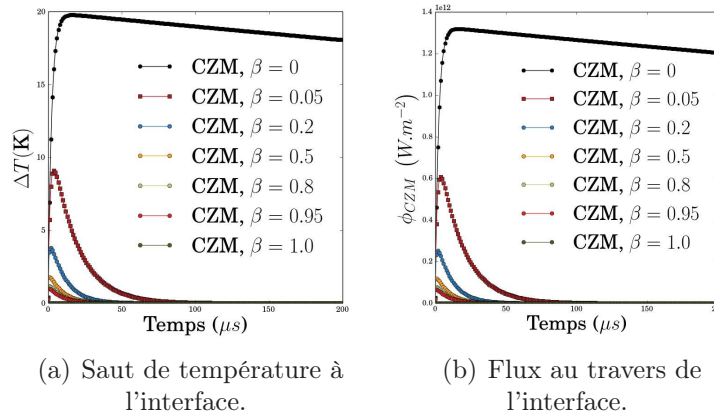 1e12
20
15
10
5
0
ΔT(K)
0 50 100 150 200
Temps (μs)
CZM, β = 0
CZM, β = 0.05
CZM, β = 0.2
CZM, β = 0.5
CZM, β = 0.8
CZM, β = 0.95
CZM, β = 1.0
1.4
1.2
1.0
0.8
0.6
0.4
0.2
0.0
ϕCZM (W.m−2)
0 50 100 150 200
Temps (μs)
CZM, β = 0
CZM, β = 0.05
CZM, β = 0.2
CZM, β = 0.5
CZM, β = 0.8
CZM, β = 0.95
CZM, β = 1.0
(a) Saut de température à
l'interface.
(b) Flux au travers de
l'interface.